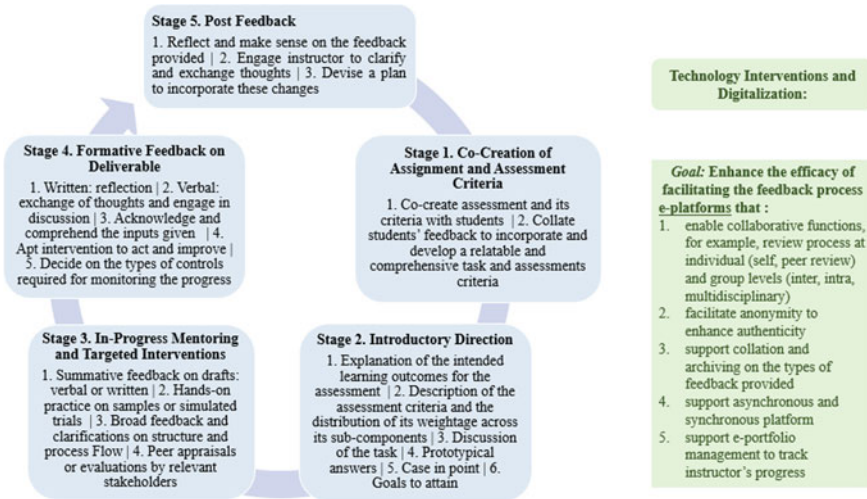 Stage 5. Post Feedback
1. Reflect and make sense on the feedback
provided | 2. Engage instructor to clarify
and exchange thoughts | 3. Devise a plan
to incorporate these changes
Stage 4. Formative Feedback on
Deliverable
1. Written: reflection | 2. Verbal:
exchange of thoughts and engage in
discussion | 3. Acknowledge and
comprehend the inputs given | 4.
Apt intervention to act and improve |
5. Decide on the types of controls
required for monitoring the progress
Stage 1. Co-Creation of
Assignment and Assessment
Criteria
1. Co-create assessment and its
criteria with students | 2. Collate
students' feedback to incorporate and
develop a relatable and
comprehensive task and assessments
criteria
Stage 3. In-Progress Mentoring
and Targeted Interventions
1. Summative feedback on drafts:
verbal or written | 2. Hands-on
practice on samples or simulated
trials | 3. Broad feedback and
clarifications on structure and
process Flow | 4. Peer appraisals
or evaluations by relevant
stakeholders
Stage 2. Introductory Direction
1. Explanation of the intended
learning outcomes for the
assessment | 2. Description of the
assessment criteria and the
distribution of its weightage across
its sub-components | 3. Discussion
of the task | 4. Prototypical
answers | 5. Case in point | 6.
Goals to attain
Technology Interventions and
Digitalization:
Goal: Enhance the efficacy of
facilitating the feedback process
e-platforms that :
1. enable collaborative functions,
for example, review process at
individual (self, peer review)
and group levels (inter, intra,
multidisciplinary)
2. facilitate anonymity to
enhance authenticity
3. support collation and
archiving on the types of
feedback provided
4. support asynchronous and
synchronous platform
5. support e-portfolio
management to track
instructor's progress